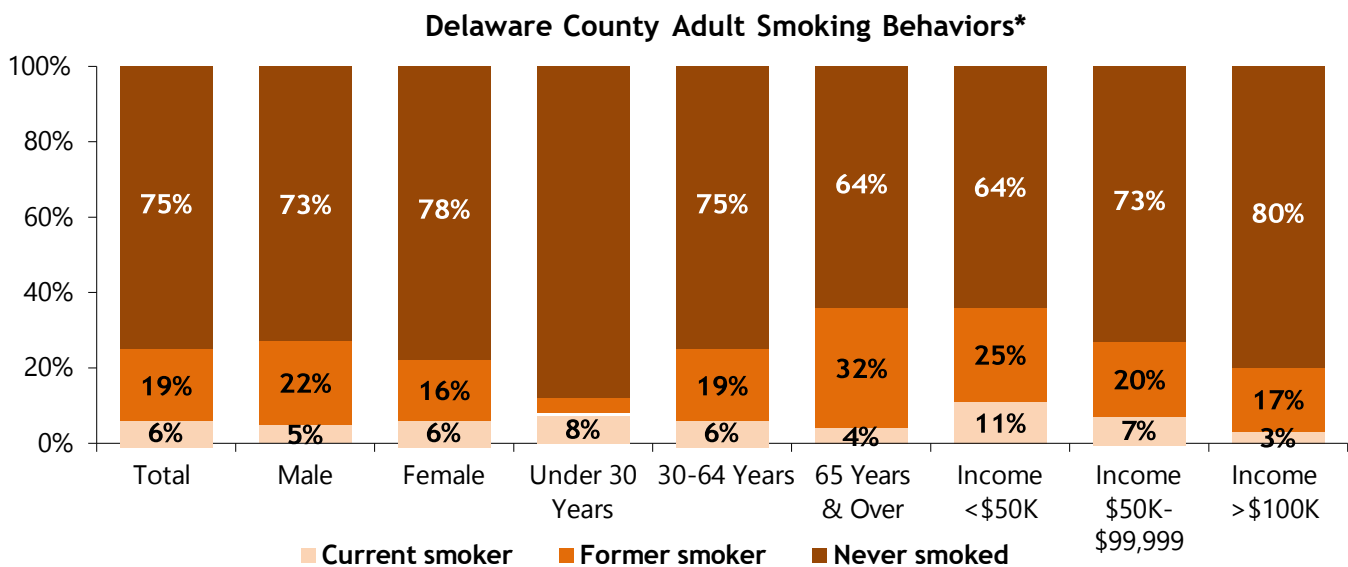 Delaware County Adult Smoking Behaviors*
100%
80%
60%
40%
20%
0%
75%
73%
78%
75%
64%
64%
73%
80%
19%
22%
16%
19%
32%
25%
20%
17%
6%
5%
6%
8%
6%
4%
11%
7%
3%
Total
Male
Female
Under 30
Years
30-64 Years
65 Years
& Over
Income
<$50K
Income
$50K-
$99,999
Income
>$100K
Current smoker
Former smoker
Never smoked